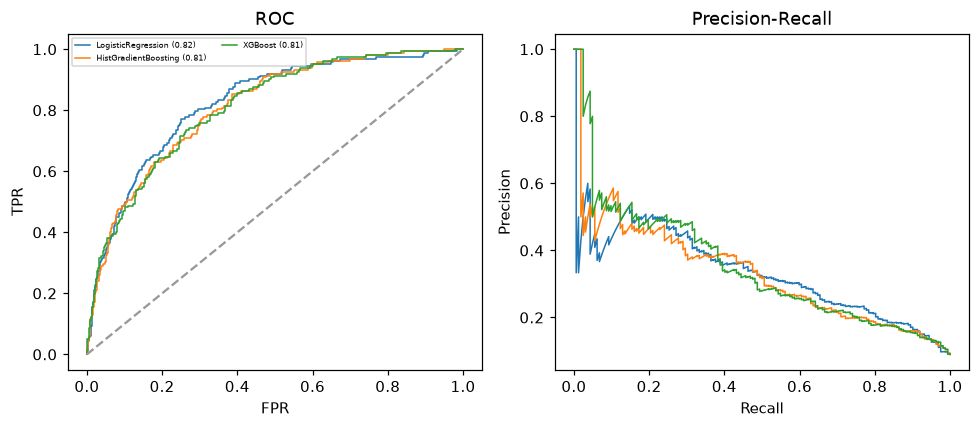 ROC
LogisticRegression (0.82)
HistGradientBoosting (0.81)
XGBoost (0.81)
1.0
0.8
0.6
0.4
0.2
0.0
TPR
0.0 0.2 0.4 0.6 0.8 1.0
FPR
Precision-Recall
1.0
0.8
0.6
0.4
0.2
Precision
0.0 0.2 0.4 0.6 0.8 1.0
Recall